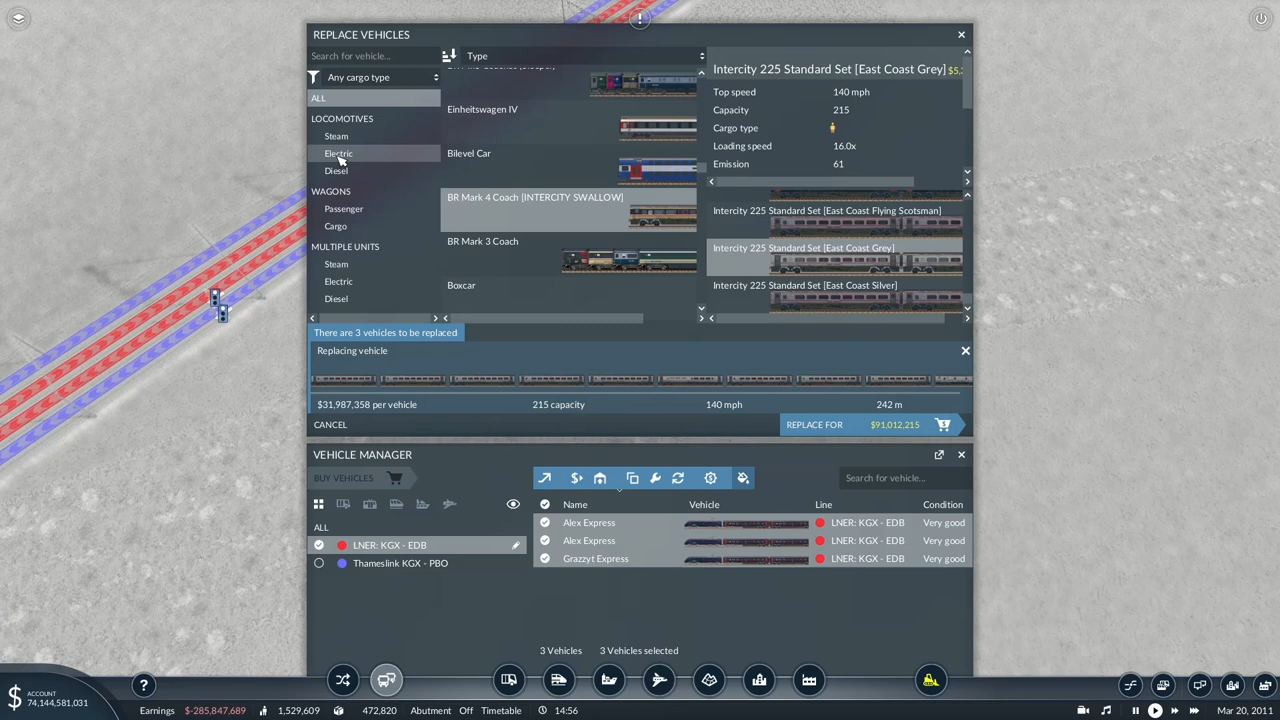 REPLACE VEHICLES
Search for vehicle...
Type
Any cargo type
ALL
LOCOMOTIVES
Steam
Electric
Diesel
WAGONS
Passenger
Cargo
MULTIPLE UNITS
Steam
Electric
Diesel
Einheitswagen IV
Bilevel Car
BR Mark 4 Coach [INTERCITY SWALLOW]
BR Mark 3 Coach
Boxcar
Intercity 225 Standard Set [East Coast Grey]
Top speed 140 mph
Capacity 215
Cargo type
Loading speed 16.0x
Emission 61
Intercity 225 Standard Set [East Coast Flying Scotsman]
Intercity 225 Standard Set [East Coast Grey]
Intercity 225 Standard Set [East Coast Silver]
There are 3 vehicles to be replaced
Replacing vehicle
$31,987,358 per vehicle 215 capacity 140 mph 242 m
CANCEL
REPLACE FOR $91,012,215
VEHICLE MANAGER
BUY VEHICLES
Search for vehicle...
ALL
LNER: KGX - EDB
Thameslink KGX - PBO
Name Vehicle Line Condition
Alex Express LNER: KGX - EDB Very good
Alex Express LNER: KGX - EDB Very good
Grazzyt Express LNER: KGX - EDB Very good
3 Vehicles 3 Vehicles selected
$ ACCOUNT
74,144,581,031
?
Earnings $-285,847,689 1,529,609 472,820 Abutment Off Timetable 14:56
Mar 20, 2011